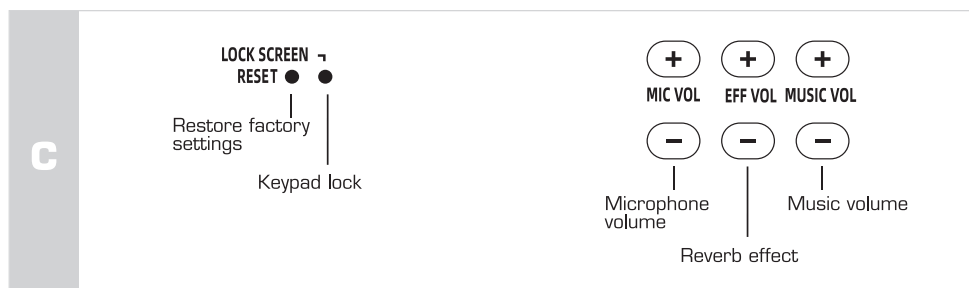 C
LOCK SCREEN
RESET
Restore factory
settings
Keypad lock
+ + +
MIC VOL EFF VOL MUSIC VOL
- - -
Microphone
volume
Music volume
Reverb effect